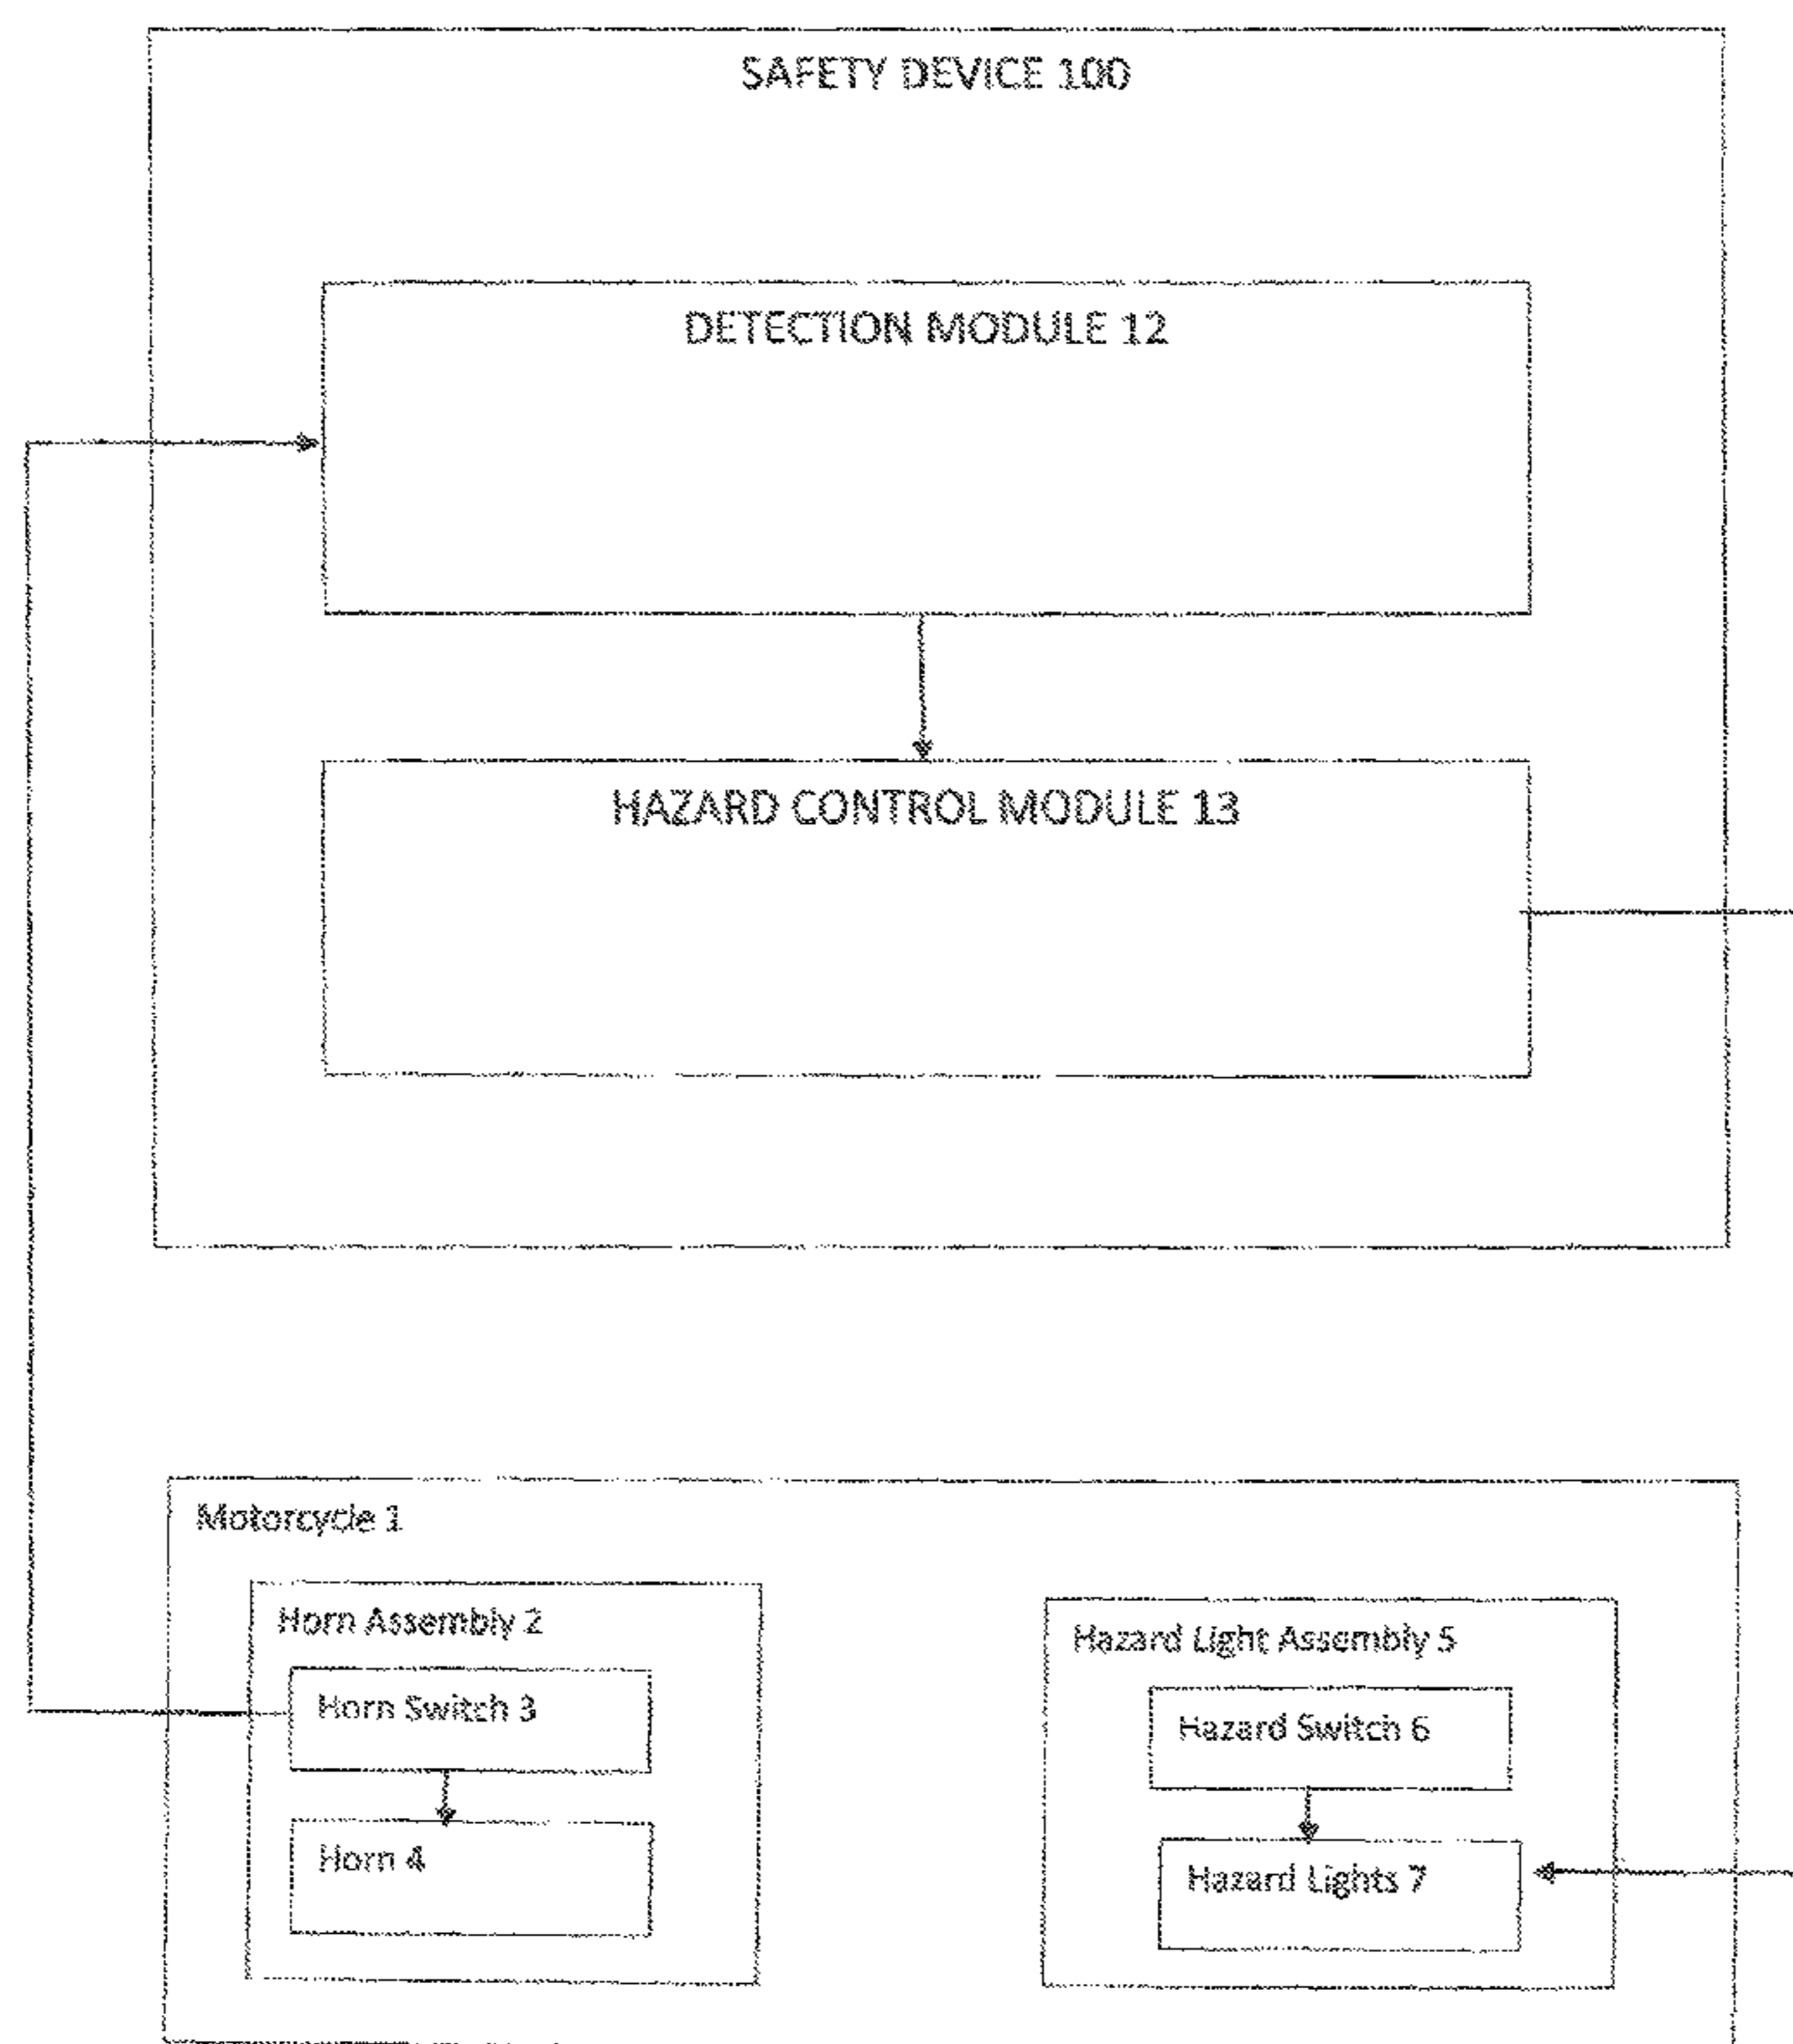 SAFETY DEVICE 100
DETECTION MODULE 12
HAZARD CONTROL MODULE 13
Motorcycle 1
Horn Assembly 2
Horn Switch 3
Horn 4
Hazard Light Assembly 5
Hazard Switch 6
Hazard Lights 7